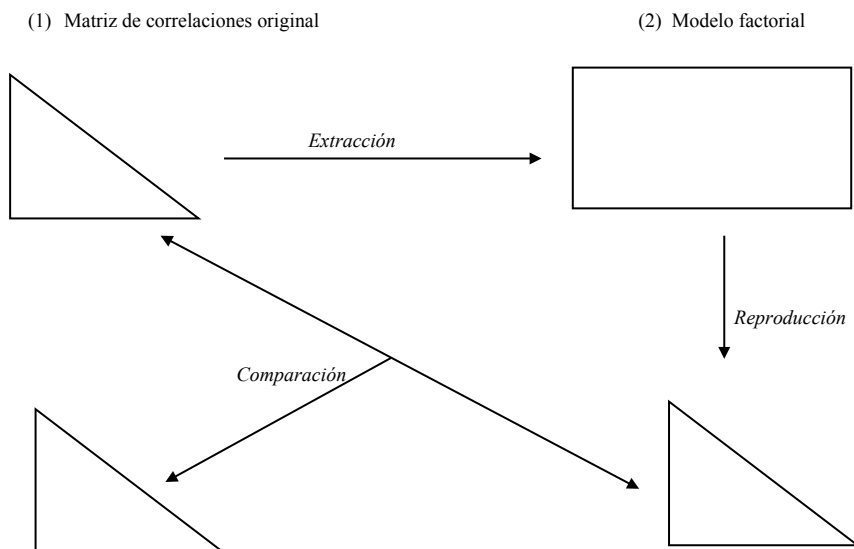 (1) Matriz de correlaciones original
(2) Modelo factorial
Extracción
Reproducción
Comparación